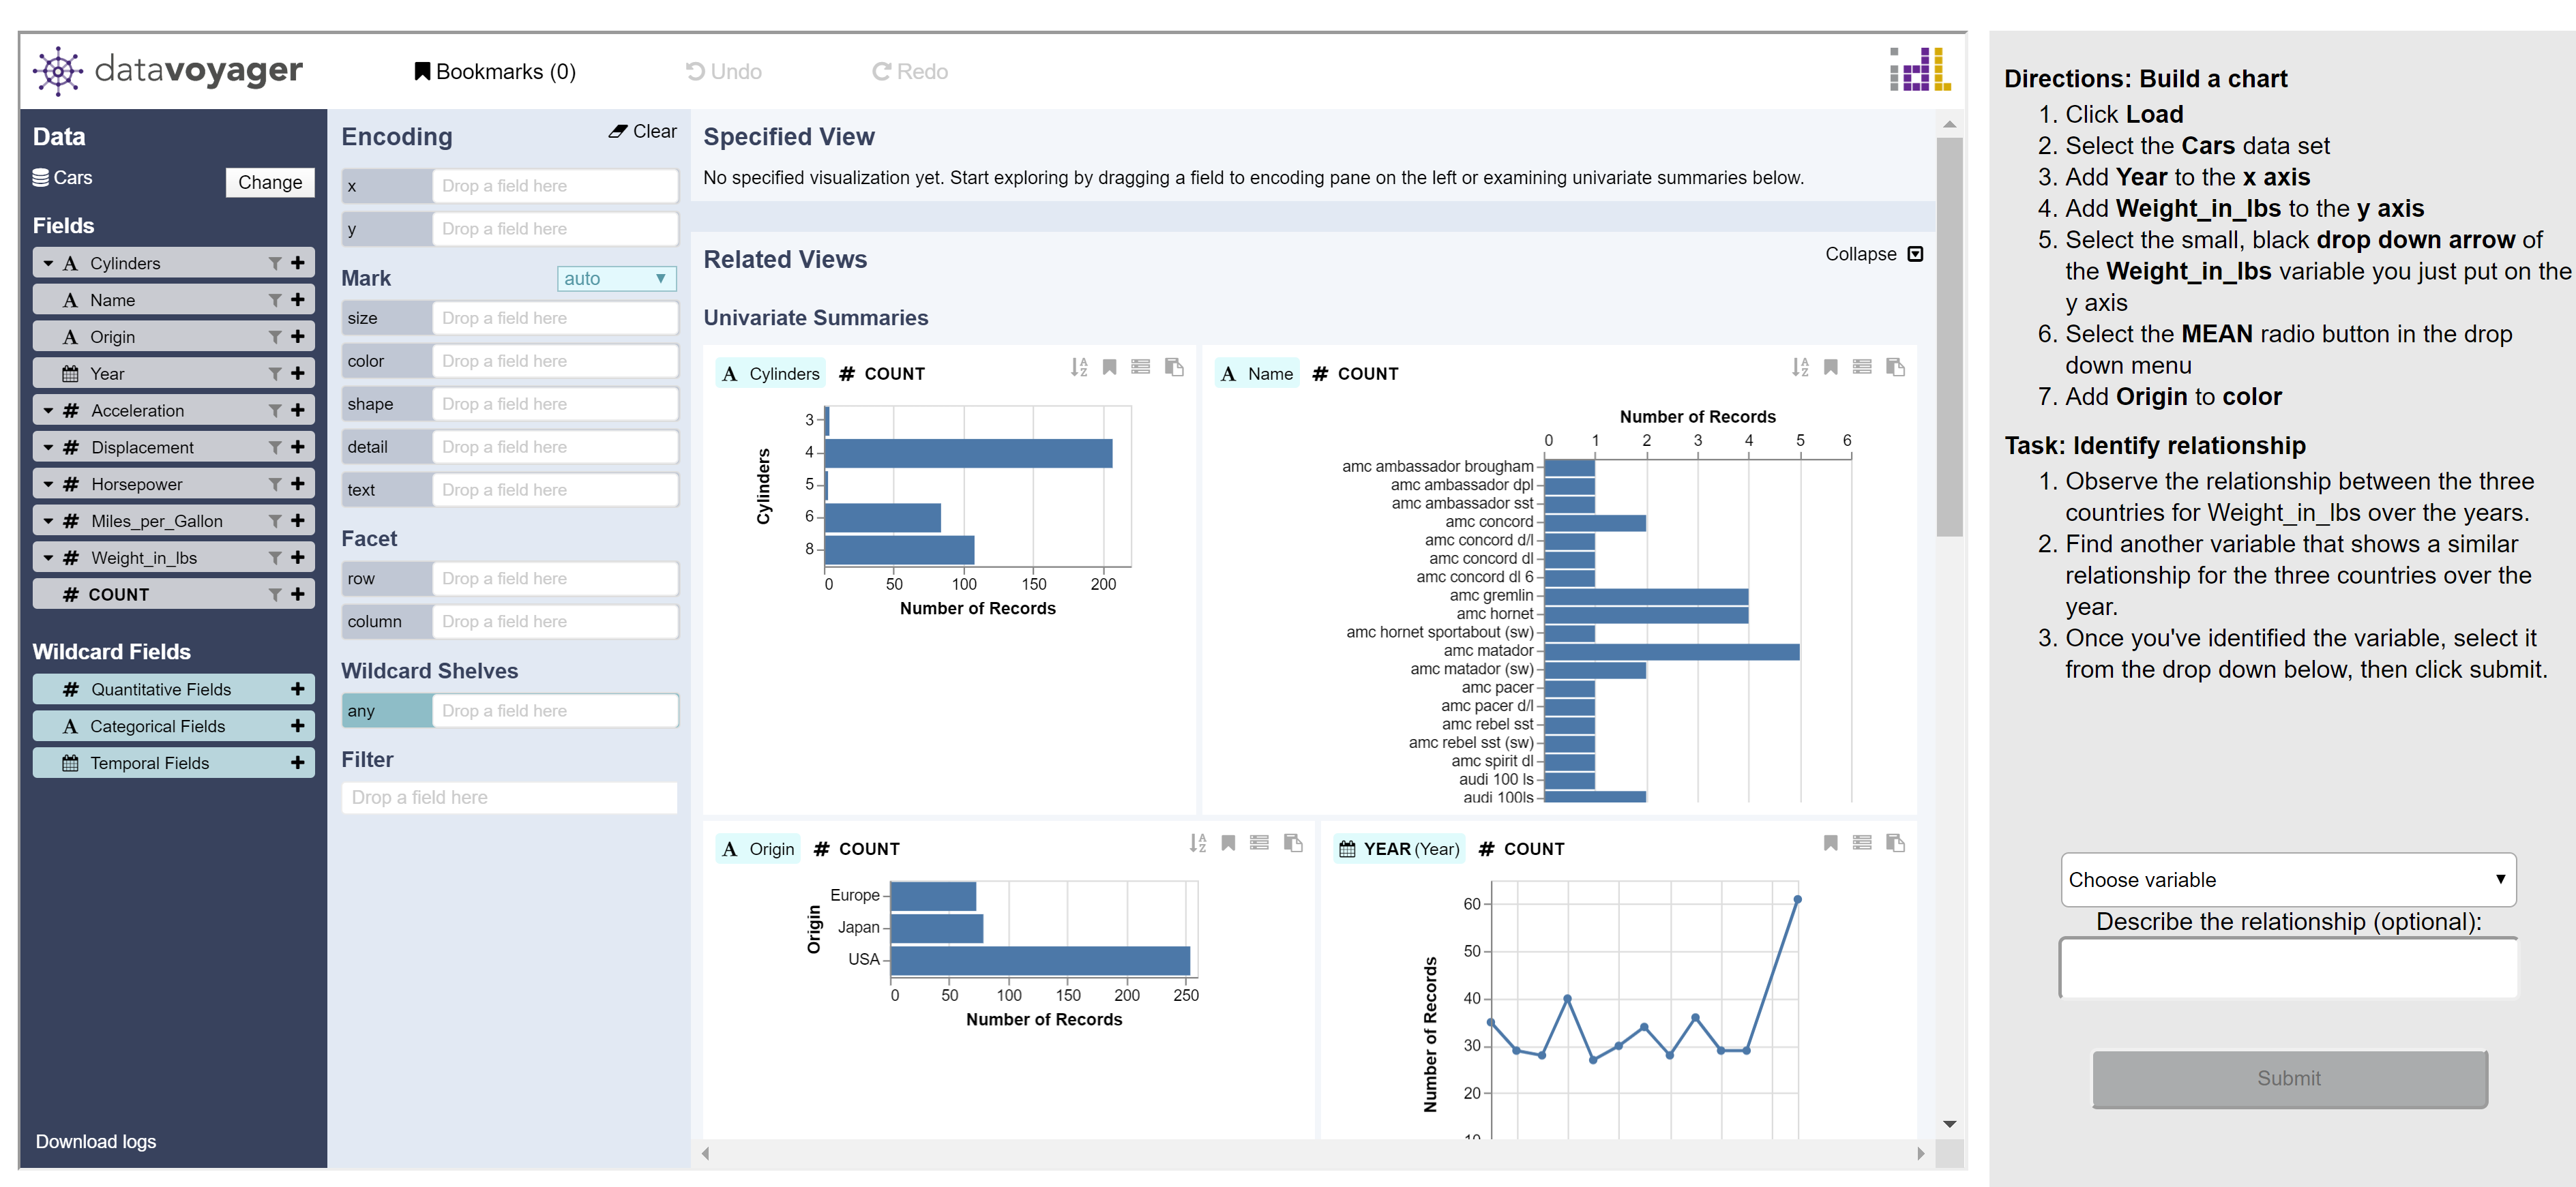 datavoyager
Bookmarks (0)
Undo
Redo
idl
Data
Cars
Change
Fields
A Cylinders
A Name
A Origin
Year
# Acceleration
# Displacement
# Horsepower
# Miles_per_Gallon
# Weight_in_lbs
# COUNT
Wildcard Fields
# Quantitative Fields
A Categorical Fields
Temporal Fields
Download logs
Encoding
Clear
x Drop a field here
y Drop a field here
Mark
auto
size Drop a field here
color Drop a field here
shape Drop a field here
detail Drop a field here
text Drop a field here
Facet
row Drop a field here
column Drop a field here
Wildcard Shelves
any Drop a field here
Filter
Drop a field here
Specified View
No specified visualization yet. Start exploring by dragging a field to encoding pane on the left or examining univariate summaries below.
Related Views
Collapse
Univariate Summaries
A Cylinders # COUNT
Cylinders
3
4
5
6
8
0 50 100 150 200
Number of Records
A Name # COUNT
Number of Records
0 1 2 3 4 5 6
amc ambassador brougham
amc ambassador dpl
amc ambassador sst
amc concord
amc concord d/l
amc concord dl
amc concord dl 6
amc gremlin
amc hornet
amc hornet sportabout (sw)
amc matador
amc matador (sw)
amc pacer
amc pacer d/l
amc rebel sst
amc rebel sst (sw)
amc spirit dl
audi 100 ls
audi 100ls
A Origin # COUNT
Origin
Europe
Japan
USA
0 50 100 150 200 250
Number of Records
YEAR (Year) # COUNT
Number of Records
60
50
40
30
20
10
Directions: Build a chart
1. Click Load
2. Select the Cars data set
3. Add Year to the x axis
4. Add Weight_in_lbs to the y axis
5. Select the small, black drop down arrow of
the Weight_in_lbs variable you just put on the
y axis
6. Select the MEAN radio button in the drop
down menu
7. Add Origin to color
Task: Identify relationship
1. Observe the relationship between the three
countries for Weight_in_lbs over the years.
2. Find another variable that shows a similar
relationship for the three countries over the
year.
3. Once you've identified the variable, select it
from the drop down below, then click submit.
Choose variable
Describe the relationship (optional):
Submit